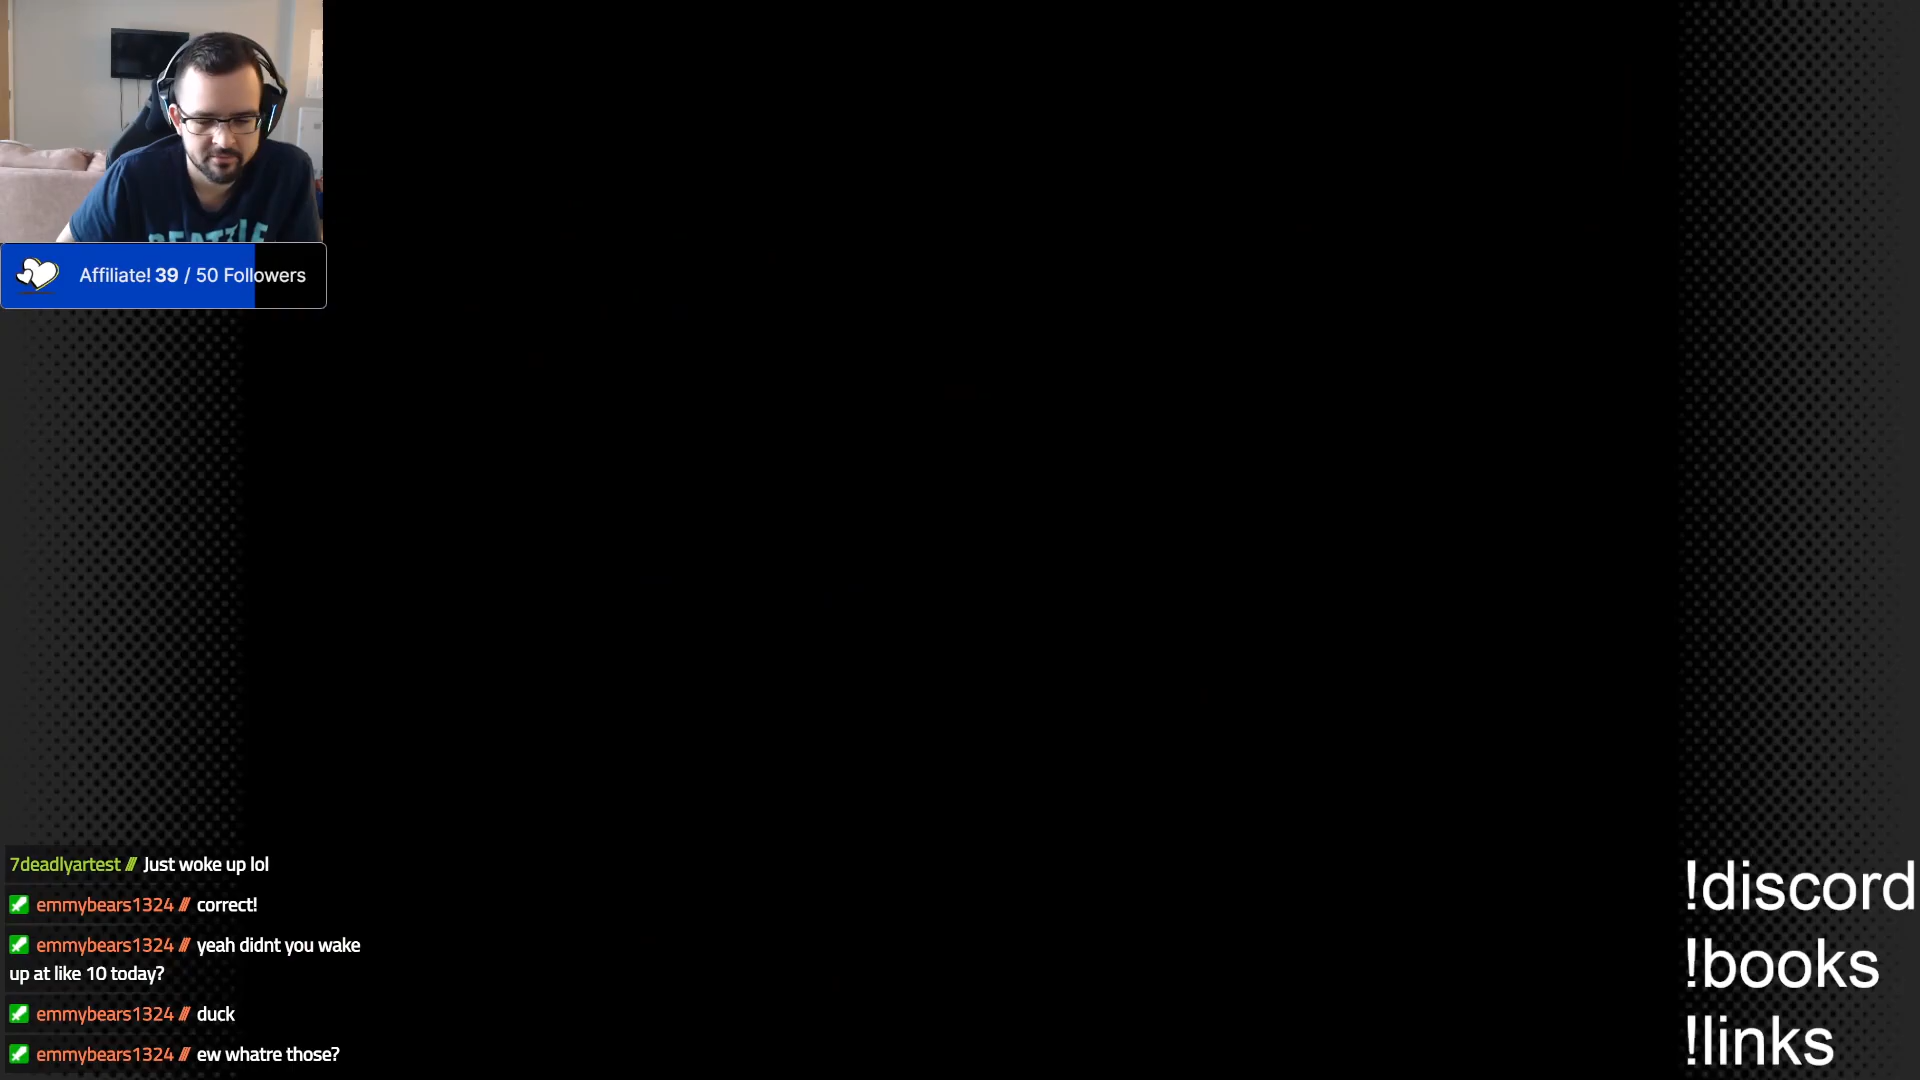 SEATTLE
Affiliate! 39 / 50 Followers
7deadlyartest /// Just woke up lol
emmybears1324 /// correct!
emmybears1324 /// yeah didnt you wake
up at like 10 today?
emmybears1324 /// duck
emmybears1324 /// ew whatre those?
!discord
!books
!links